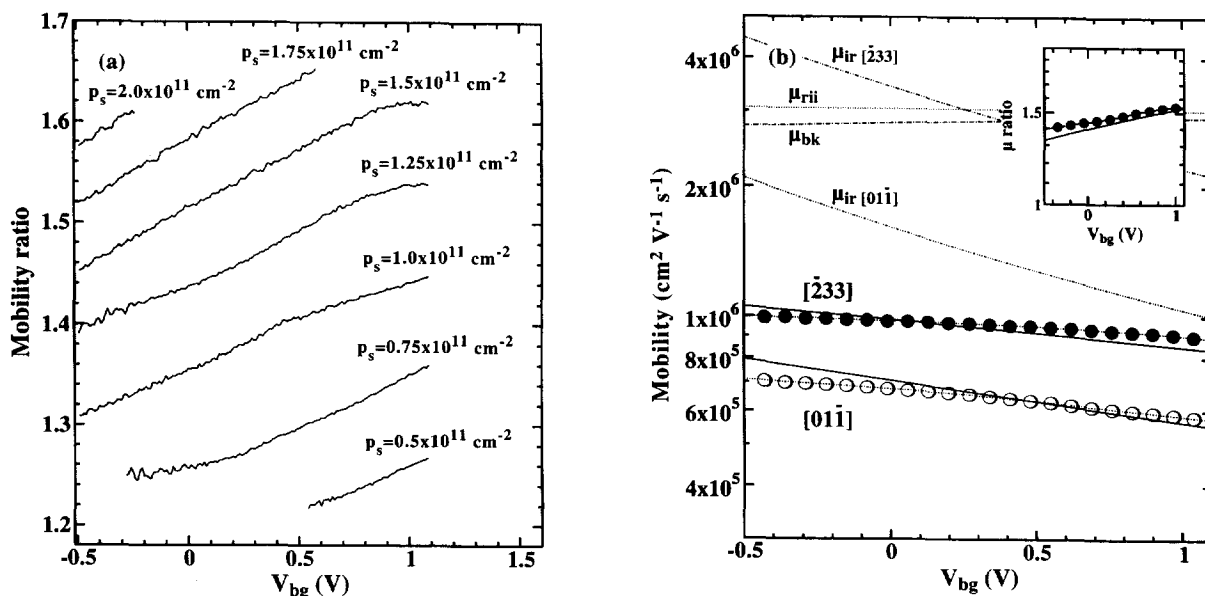 (a)
p_s=2.0x10^11 cm^-2
p_s=1.75x10^11 cm^-2
p_s=1.5x10^11 cm^-2
p_s=1.25x10^11 cm^-2
p_s=1.0x10^11 cm^-2
p_s=0.75x10^11 cm^-2
p_s=0.5x10^11 cm^-2
Mobility ratio
1.7
1.6
1.5
1.4
1.3
1.2
-0.5
0
0.5
1
1.5
V_bg (V)
(b)
μ_ir [2̄33]
μ_rii
μ_bk
μ_ir [011̄]
[2̄33]
[011̄]
Mobility (cm^2 V^-1 s^-1)
4x10^6
2x10^6
1x10^6
8x10^5
6x10^5
4x10^5
-0.5
0
0.5
1
V_bg (V)
μ ratio
1.5
1
0
1
V_bg (V)